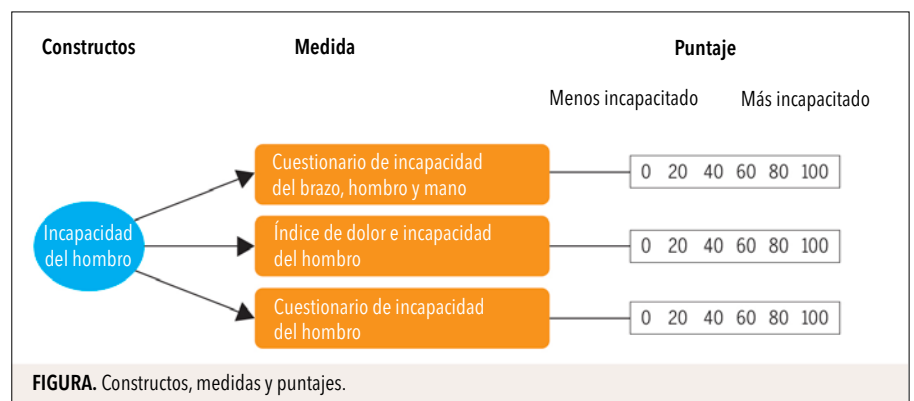 Constructos Medida Puntaje
Menos incapacitado Más incapacitado
Cuestionario de incapacidad
del brazo, hombro y mano
0 20 40 60 80 100
Incapacidad
del hombro
Índice de dolor e incapacidad
del hombro
0 20 40 60 80 100
Cuestionario de incapacidad
del hombro
0 20 40 60 80 100
FIGURA. Constructos, medidas y puntajes.